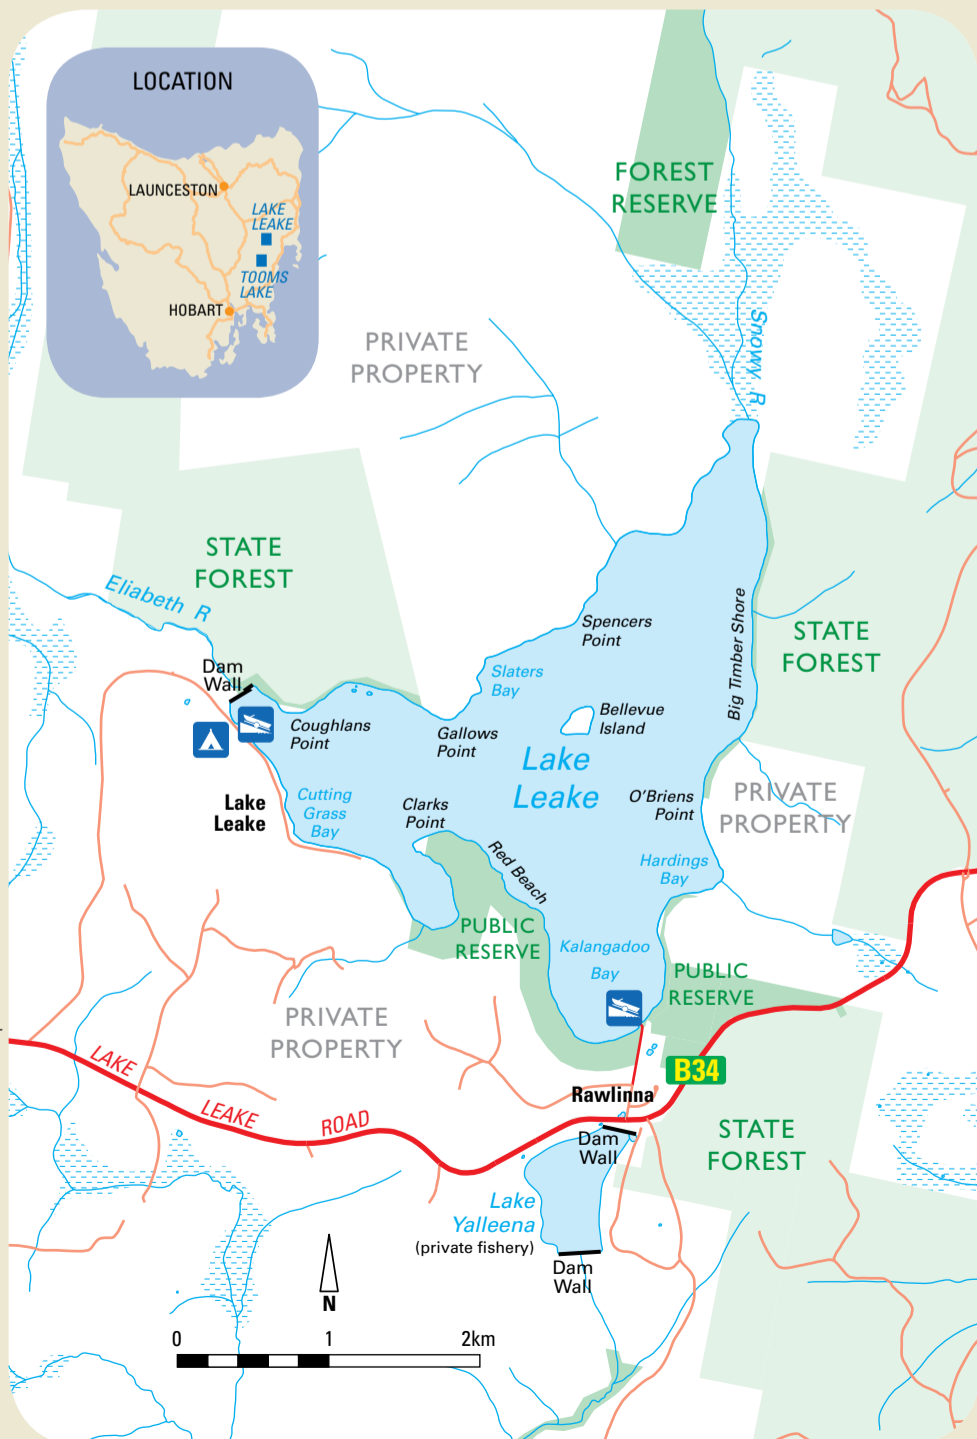 LOCATION
LAUNCESTON
LAKE
LEAKE
TOOMS
LAKE
HOBART
FOREST
RESERVE
Snowy R
PRIVATE
PROPERTY
STATE
FOREST
Eliabeth R
Spencers
Point
Big Timber Shore
STATE
FOREST
Dam
Wall
Slaters
Bay
Bellevue
Island
Coughlans
Point
Gallows
Point
Lake
Leake
Lake
Leake
Cutting
Grass
Bay
Clarks
Point
O'Briens
Point
PRIVATE
PROPERTY
Red Beach
Hardings
Bay
PUBLIC
RESERVE
Kalangadoo
Bay
PUBLIC
RESERVE
PRIVATE
PROPERTY
LAKE LEAKE ROAD
B34
Rawlinna
Dam
Wall
STATE
FOREST
Lake
Yalleena
(private fishery)
Dam
Wall
N
0 1 2km